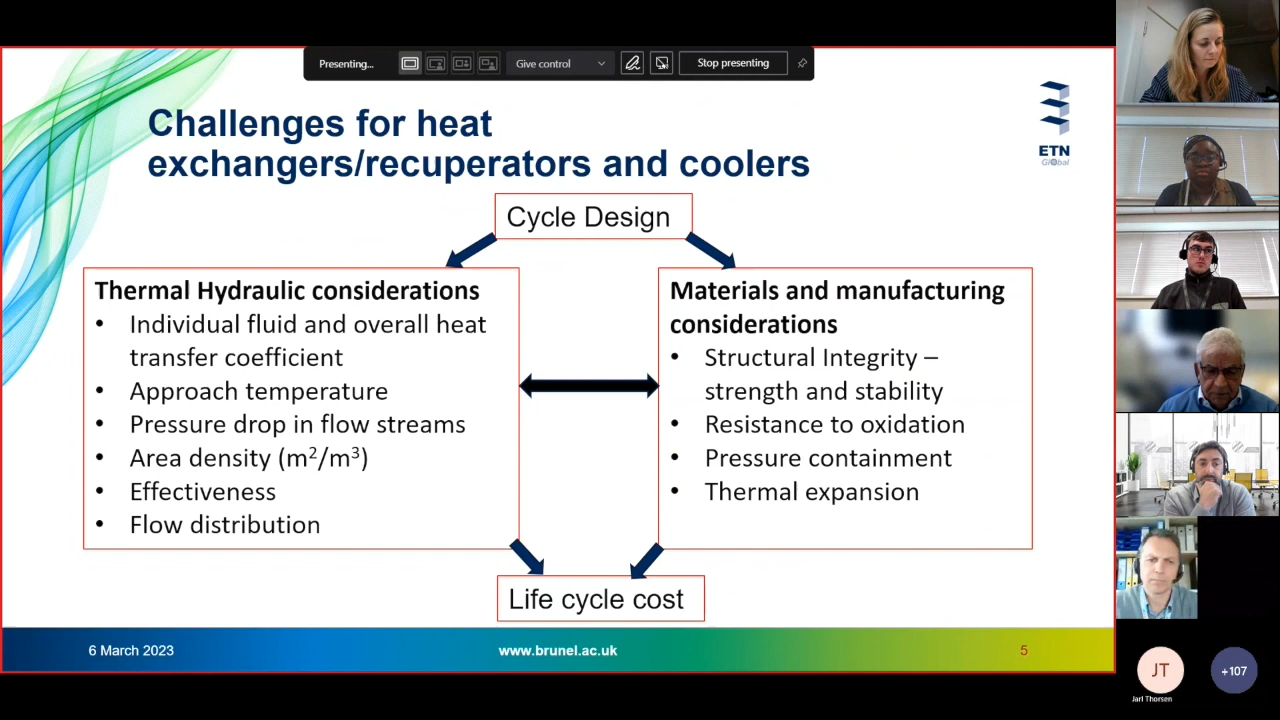 Presenting...
Give control
Stop presenting
Challenges for heat
exchangers/recuperators and coolers
ETN
Global
Cycle Design
Thermal Hydraulic considerations
• Individual fluid and overall heat
transfer coefficient
• Approach temperature
• Pressure drop in flow streams
• Area density (m²/m³)
• Effectiveness
• Flow distribution
Materials and manufacturing
considerations
• Structural Integrity –
strength and stability
• Resistance to oxidation
• Pressure containment
• Thermal expansion
Life cycle cost
6 March 2023
www.brunel.ac.uk
5
JT
Jarl Thorsen
+107